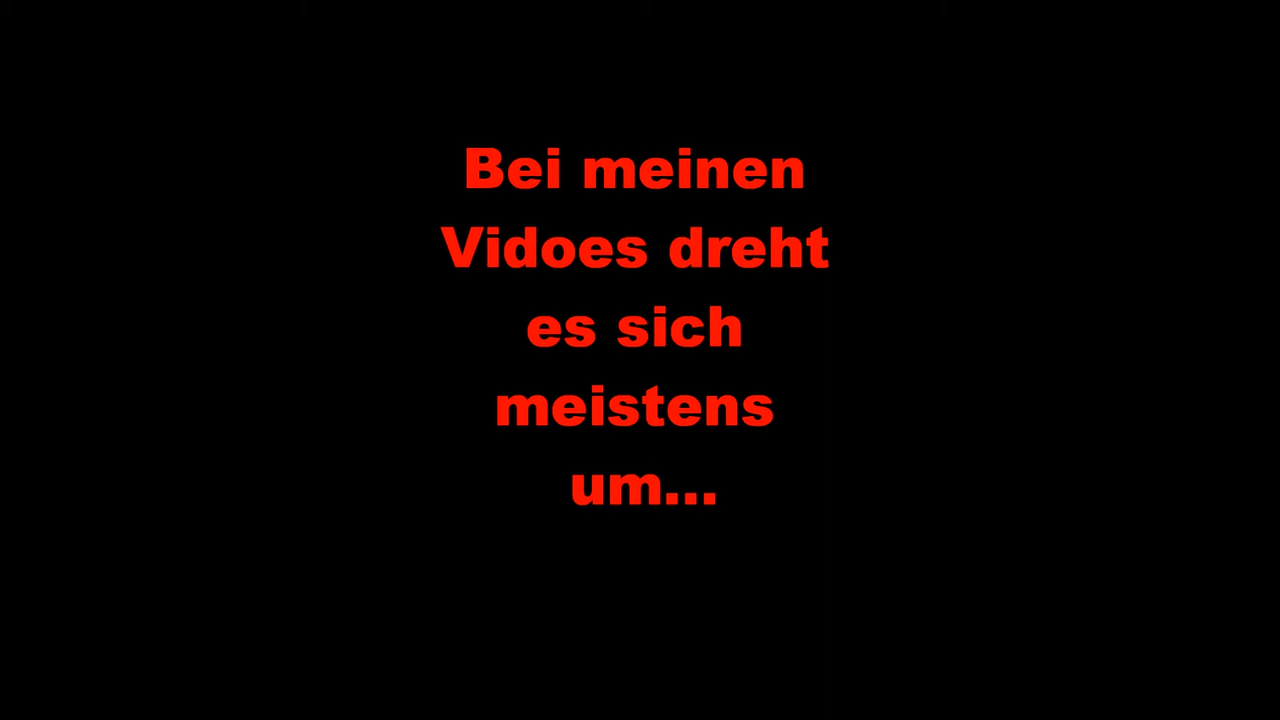 Bei meinen
Vidoes dreht
es sich
meistens
um...